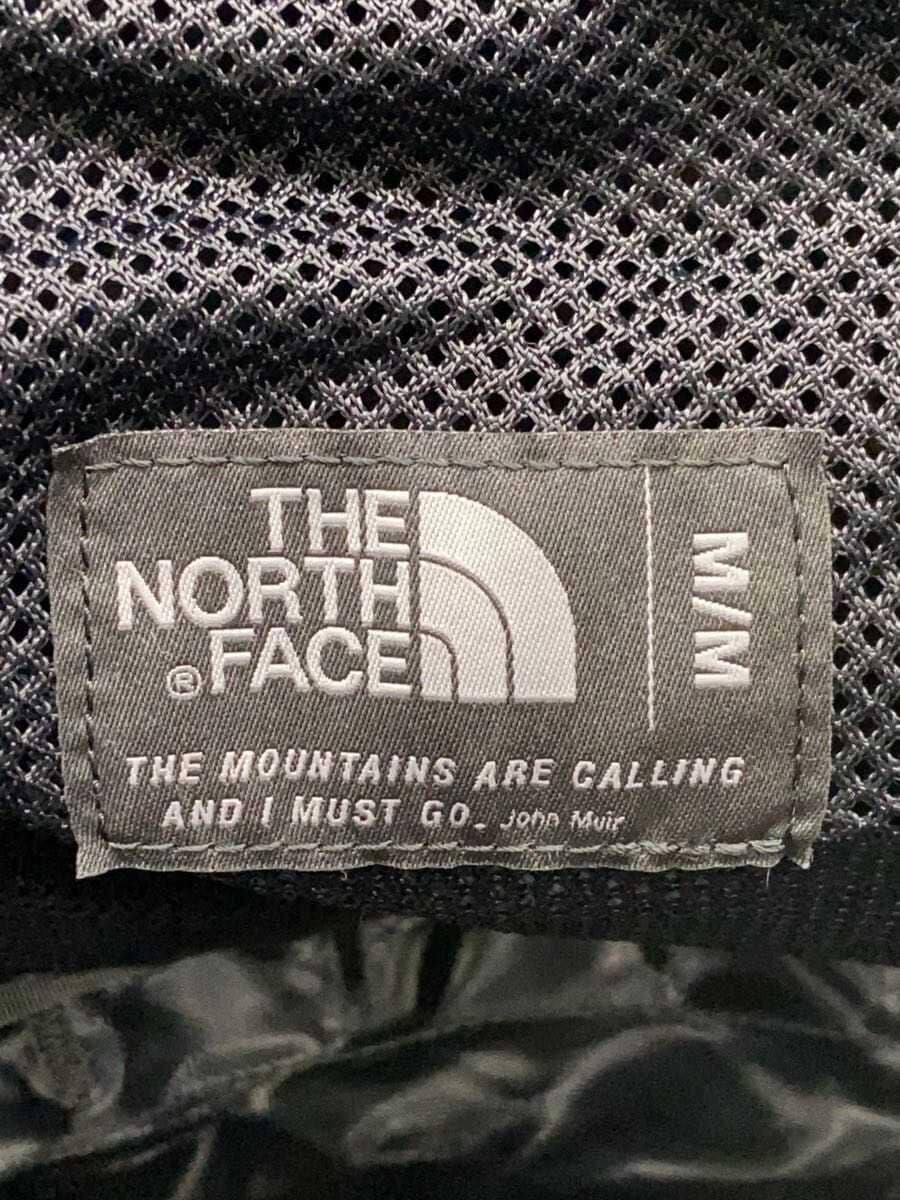 THE
NORTH
® FACE
M/M
THE MOUNTAINS ARE CALLING
AND I MUST GO. John Muir